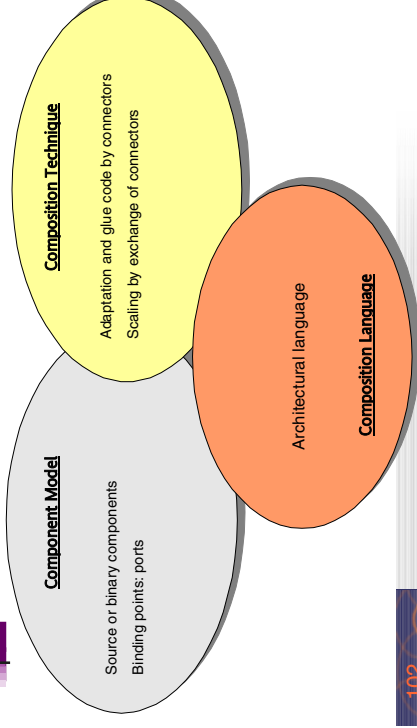 Component Model
Source or binary components
Binding points: ports
Composition Technique
Adaptation and glue code by connectors
Scaling by exchange of connectors
Architectural language
Composition Language
102